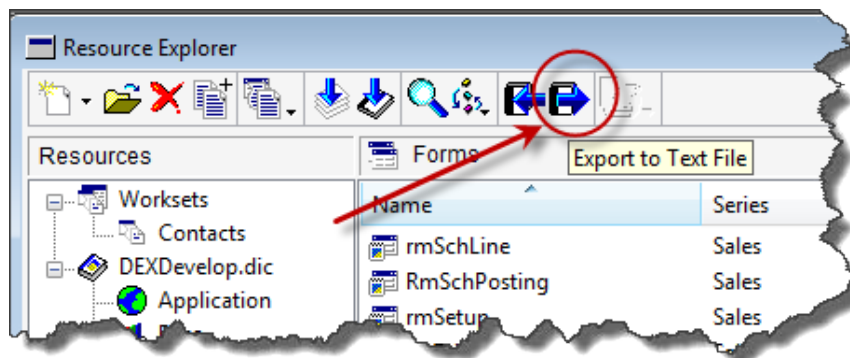 Resource Explorer
Resources
Forms
Export to Text File
Worksets
Name
Series
Contacts
rmSchLine
Sales
DEXDevelop.dic
RmSchPosting
Sales
Application
rmSetup
Sales